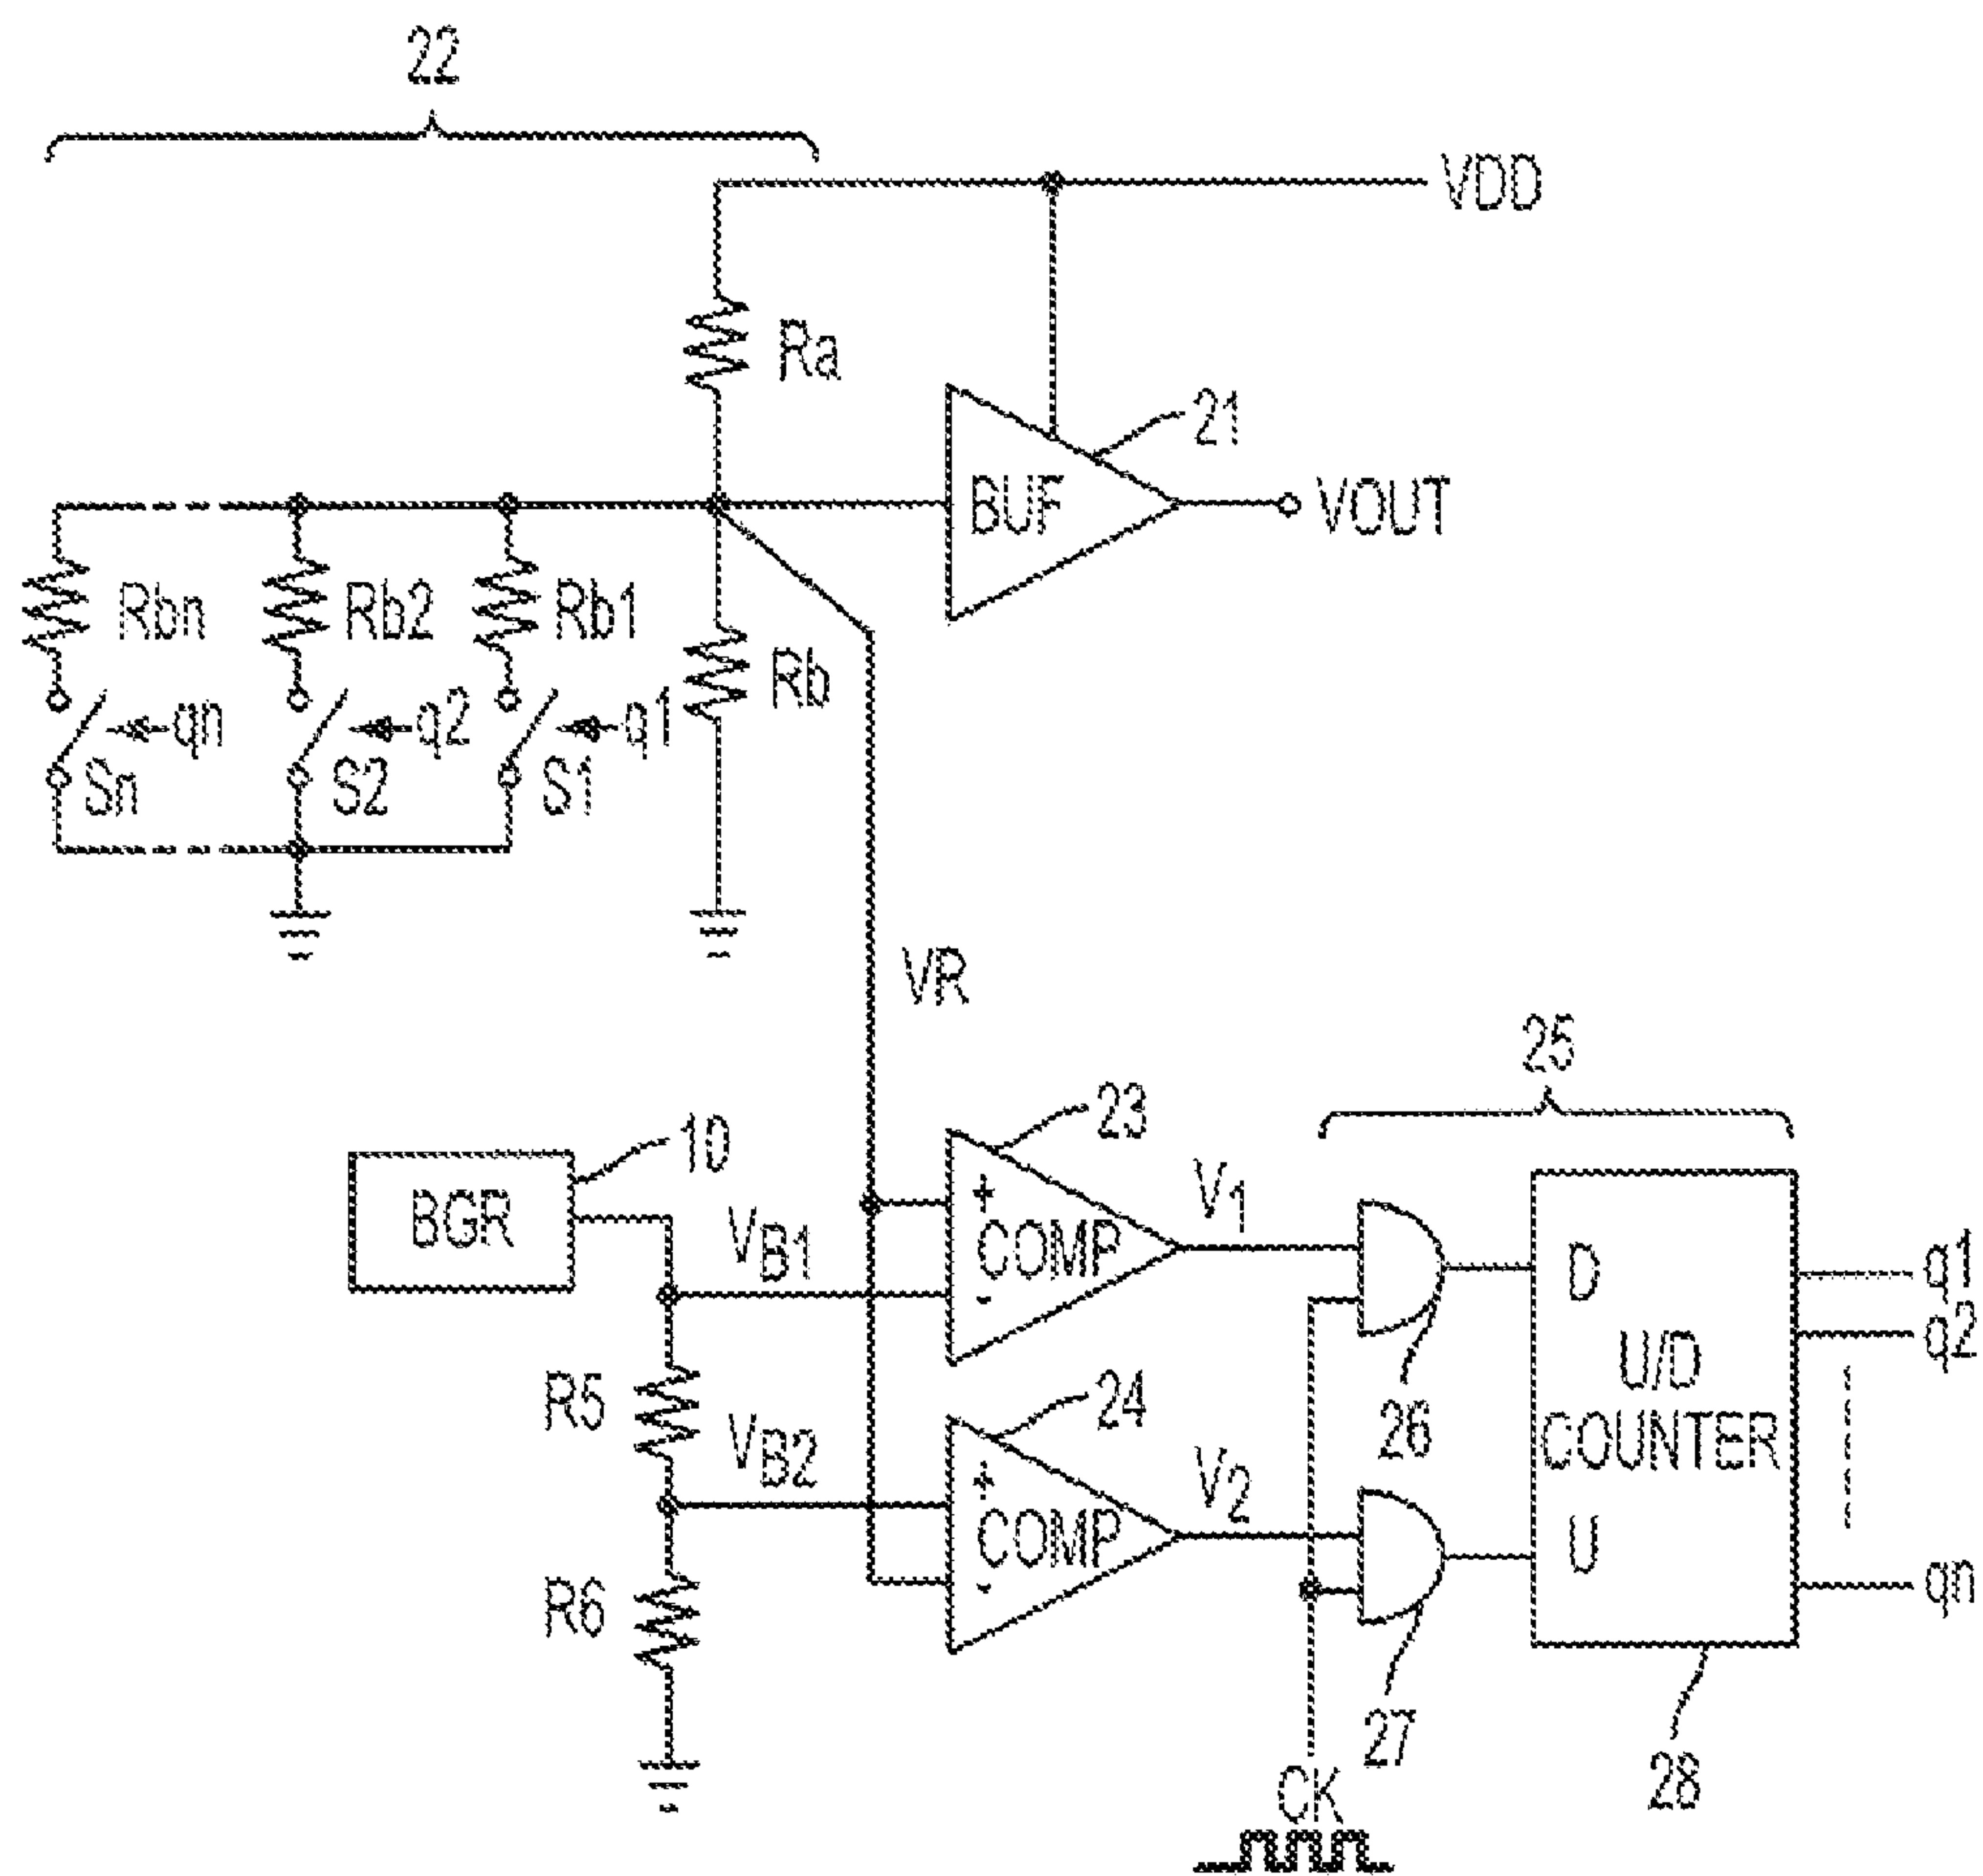 22
VDD
Ra
21
BUF
VOUT
Rbn
Rb2
Rb1
Rb
qn
q2
q1
Sn
S2
S1
VR
25
23
10
BGR
VB1
+
COMP
-
V1
D
q1
q2
U/D
COUNTER
R5
VB2
24
26
+
COMP
-
V2
U
qn
R6
27
28
CK